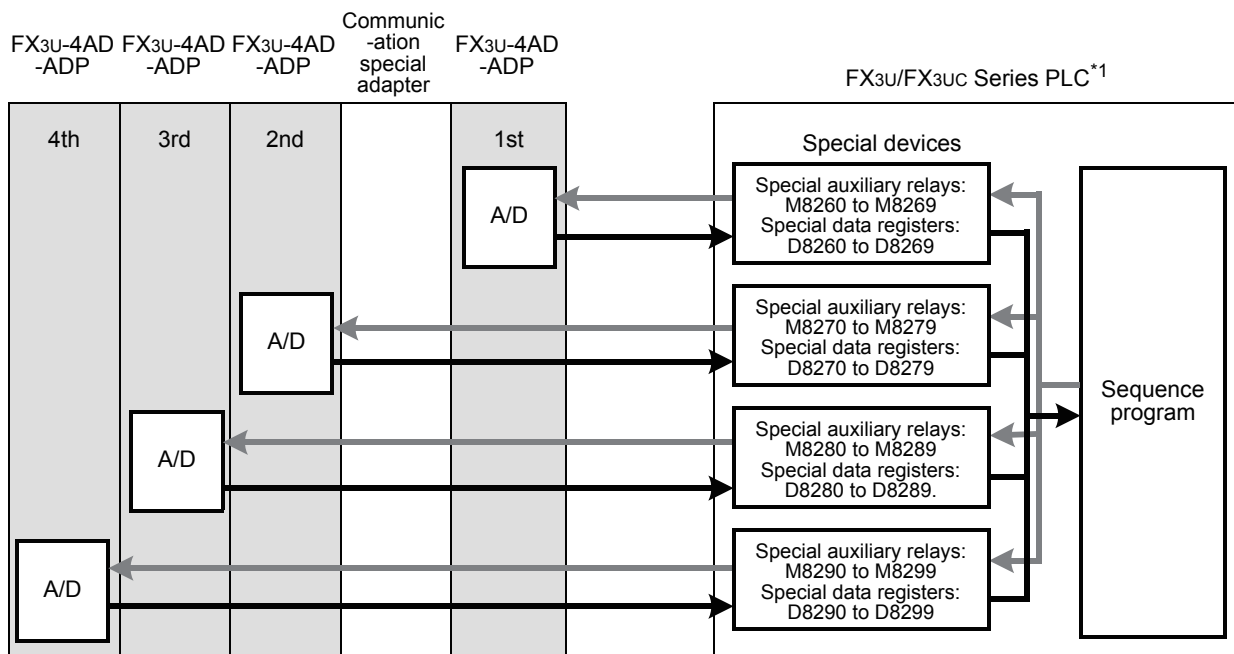 FX3U-4AD
-ADP
FX3U-4AD
-ADP
FX3U-4AD
-ADP
Communic
-ation
special
adapter
FX3U-4AD
-ADP
FX3U/FX3UC Series PLC*1
4th
3rd
2nd
1st
Special devices
A/D
Special auxiliary relays:
M8260 to M8269
Special data registers:
D8260 to D8269
A/D
Special auxiliary relays:
M8270 to M8279
Special data registers:
D8270 to D8279
Sequence
program
A/D
Special auxiliary relays:
M8280 to M8289
Special data registers:
D8280 to D8289.
A/D
Special auxiliary relays:
M8290 to M8299
Special data registers:
D8290 to D8299